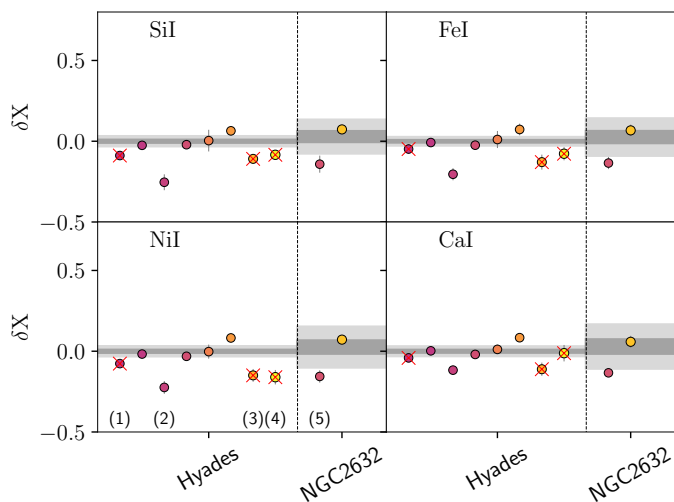 SiI
FeI
0.5
0.0
−0.5
δX
NiI
CaI
0.5
0.0
−0.5
δX
(1) (2) (3)(4) (5)
Hyades
NGC2632
Hyades
NGC2632